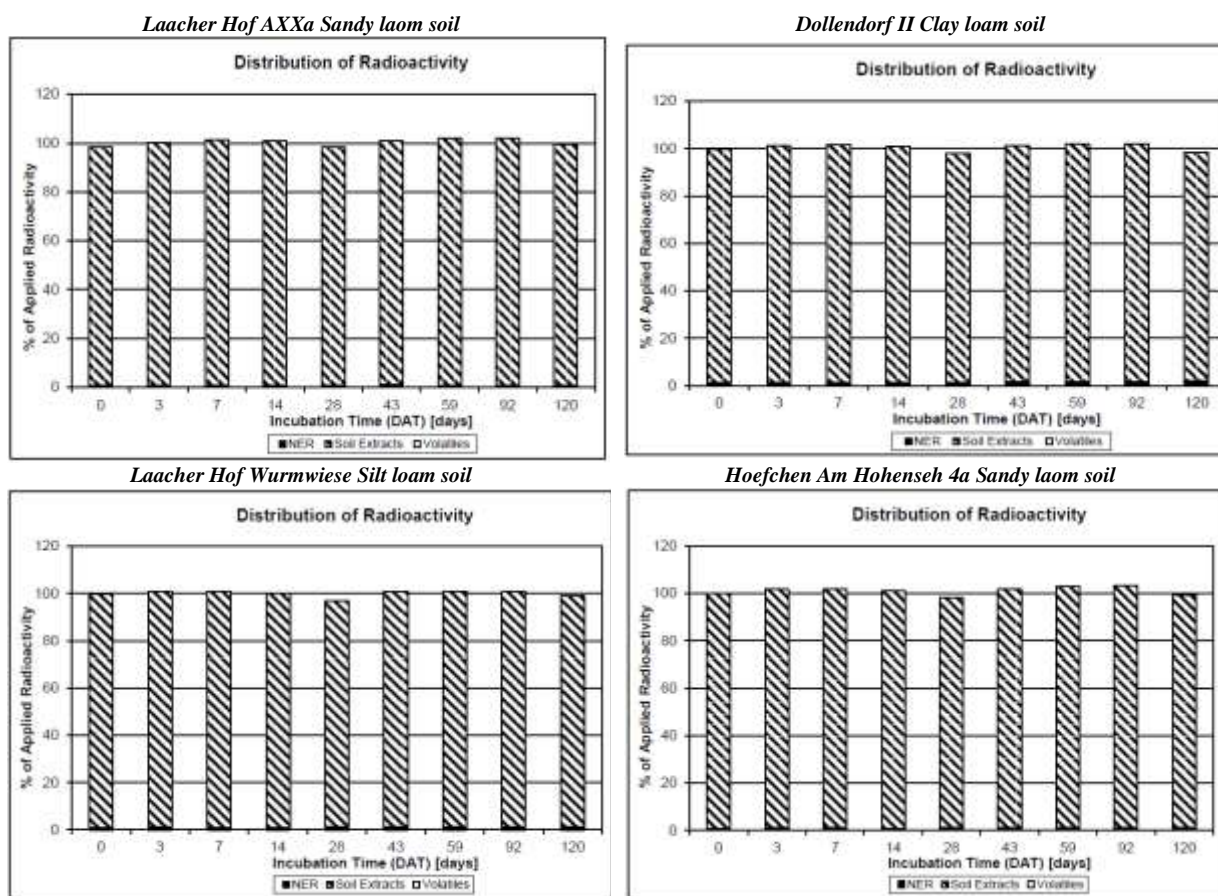 Laacher Hof AXXa Sandy laom soil
Distribution of Radioactivity
% of Applied Radioactivity
120
100
80
60
40
20
0
0 3 7 14 28 43 59 92 120
Incubation Time (DAT) [days]
NER Soil Extracts Volatiles
Dollendorf II Clay loam soil
Distribution of Radioactivity
% of Applied Radioactivity
120
100
80
60
40
20
0
0 3 7 14 28 43 59 92 120
Incubation Time (DAT) [days]
NER Soil Extracts Volatiles
Laacher Hof Wurmwiese Silt loam soil
Distribution of Radioactivity
% of Applied Radioactivity
120
100
80
60
40
20
0
0 3 7 14 28 43 59 92 120
Incubation Time (DAT) [days]
NER Soil Extracts Volatiles
Hoefchen Am Hohenseh 4a Sandy laom soil
Distribution of Radioactivity
% of Applied Radioactivity
120
100
80
60
40
20
0
0 3 7 14 28 43 59 92 120
Incubation Time (DAT) [days]
NER Soil Extracts Volatiles